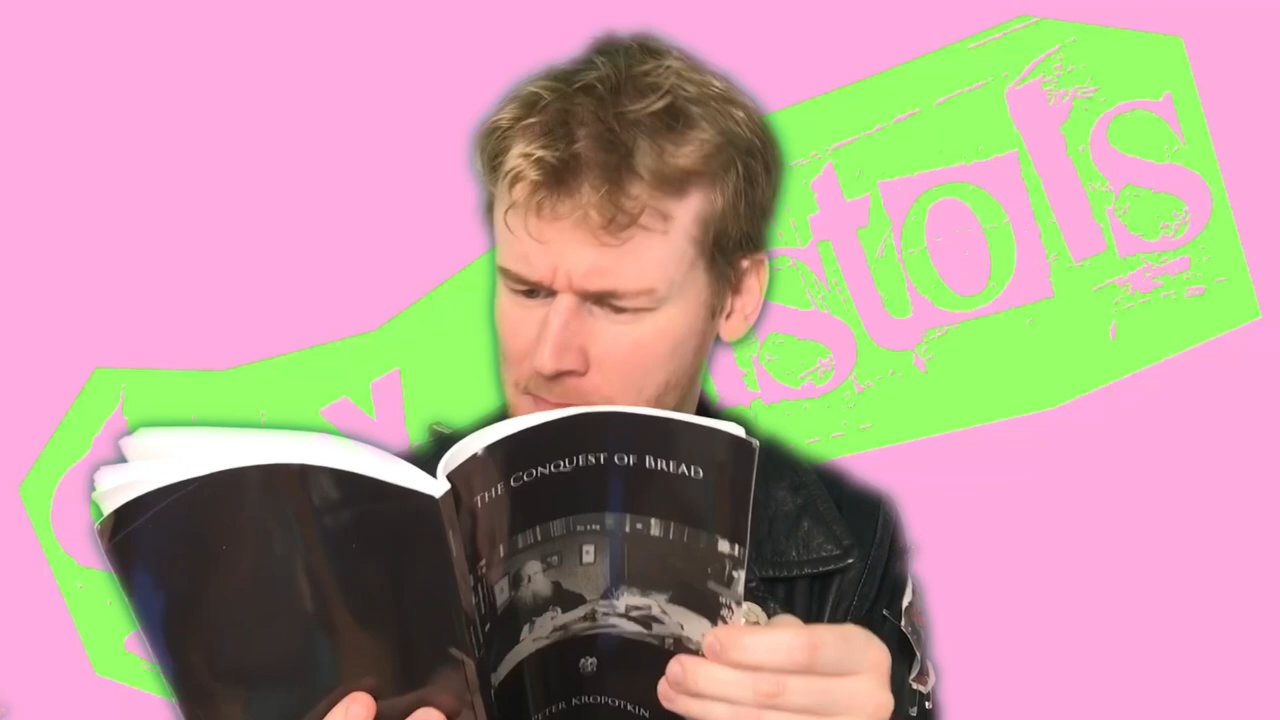 x
stols
THE CONQUEST OF BREAD
PETER KROPOTKIN